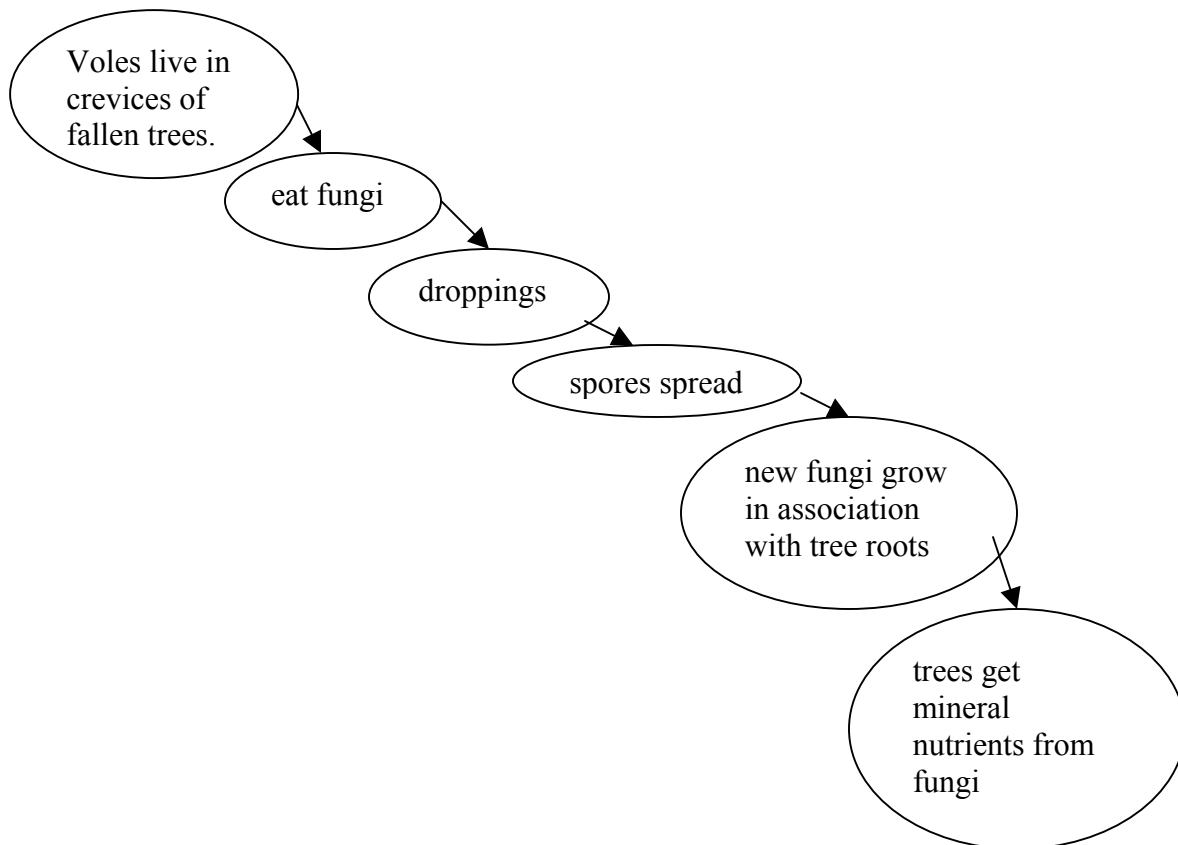 Voles live in
crevices of
fallen trees.
eat fungi
droppings
spores spread
new fungi grow
in association
with tree roots
trees get
mineral
nutrients from
fungi